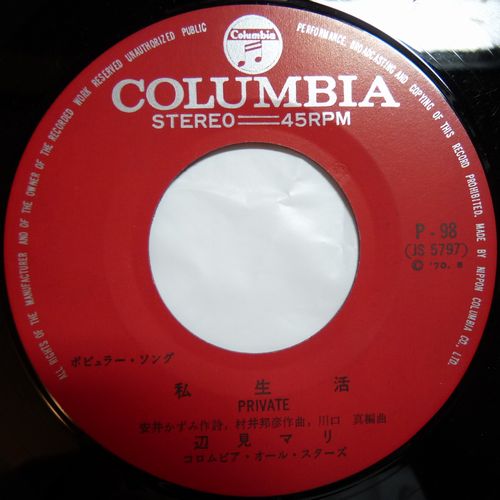 ALL RIGHTS OF THE MANUFACTURER AND OF THE OWNER OF THE RECORDED WORK RESERVED UNAUTHORIZED PUBLIC PERFORMANCE, BROADCASTING AND COPYING OF THIS RECORD PROHIBITED. MADE BY NIPPON COLUMBIA CO., LTD.
Columbia
COLUMBIA
STEREO 45RPM
P-98
(JS 5797)
© '70. 8
ポピュラー・ソング
私生活
PRIVATE
安井かずみ作詩, 村井邦彦作曲・川口 真編曲
辺見マリ
コロムビア・オール・スターズ